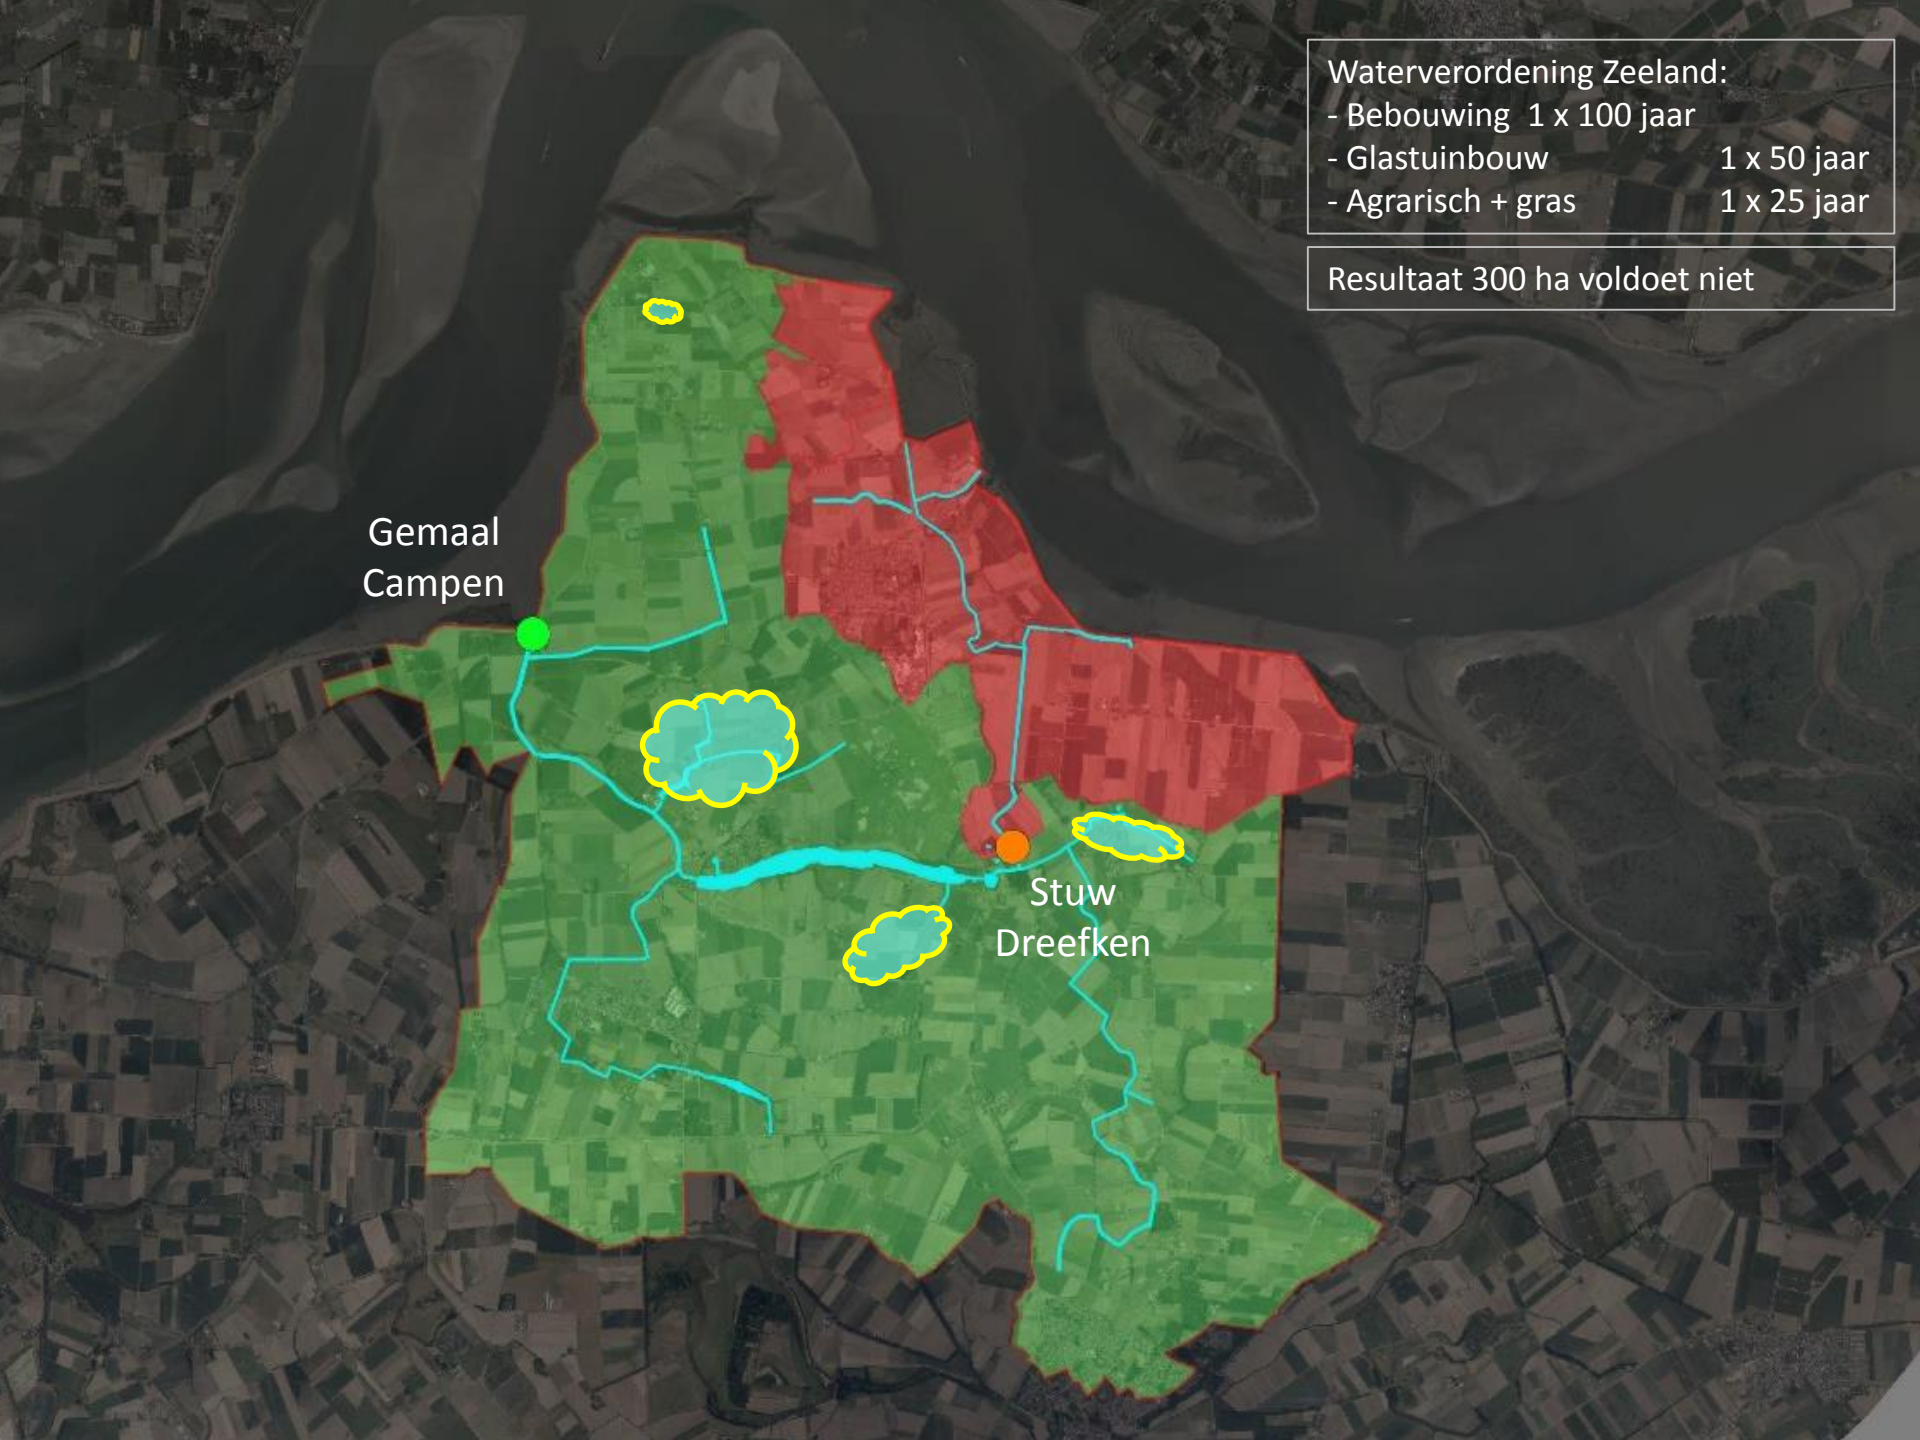 Waterverordening Zeeland:
- Bebouwing 1 x 100 jaar
- Glastuinbouw 1 x 50 jaar
- Agrarisch + gras 1 x 25 jaar
Resultaat 300 ha voldoet niet
Gemaal
Campen
Stuw
Dreefken